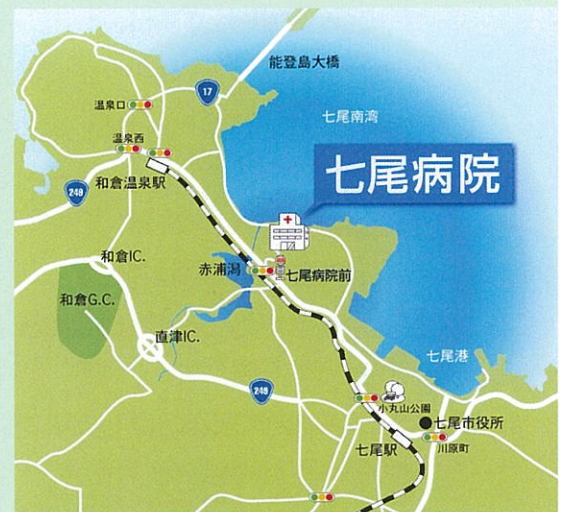 能登島大橋
17
温泉口
七尾南湾
温泉西
七尾病院
249
和倉温泉駅
和倉IC.
赤浦潟
七尾病院前
和倉G.C.
直津IC.
七尾港
249
小丸山公園
七尾市役所
七尾駅
川原町